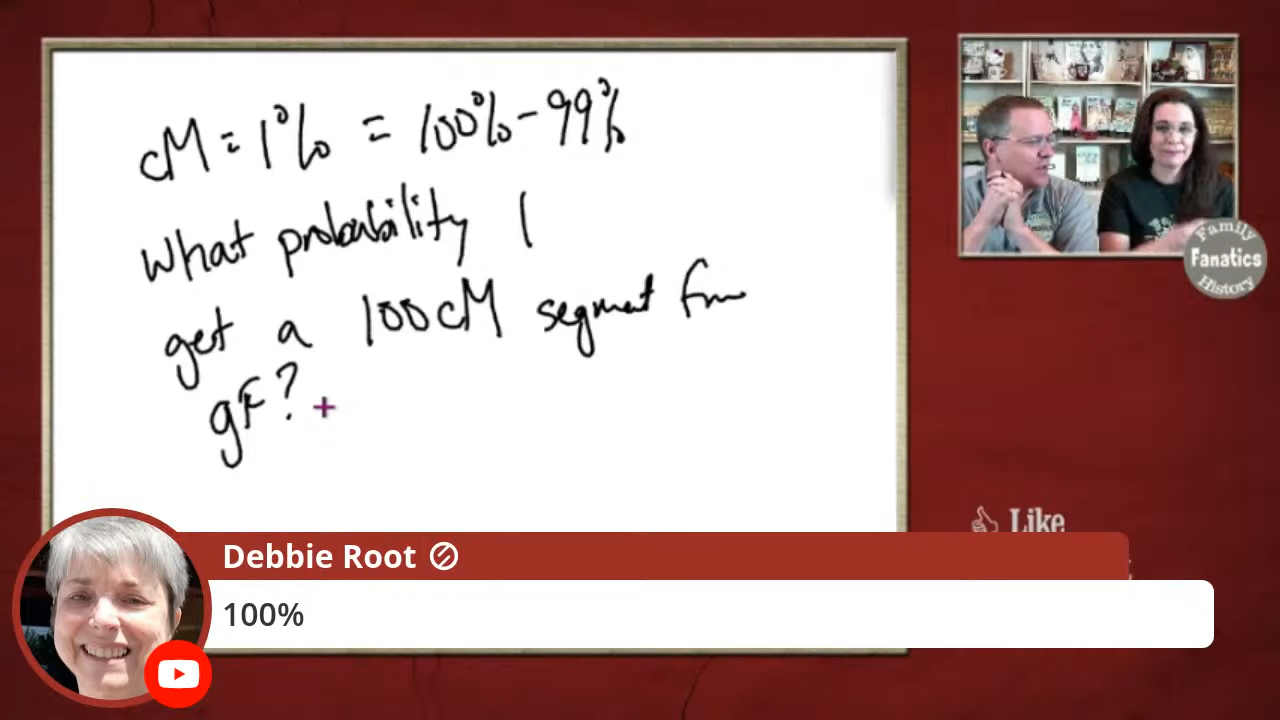 cM = 1% = 100% - 99%
What probability I
get a 100cM segment from
gF?
Family
Fanatics
History
Like
Debbie Root
100%